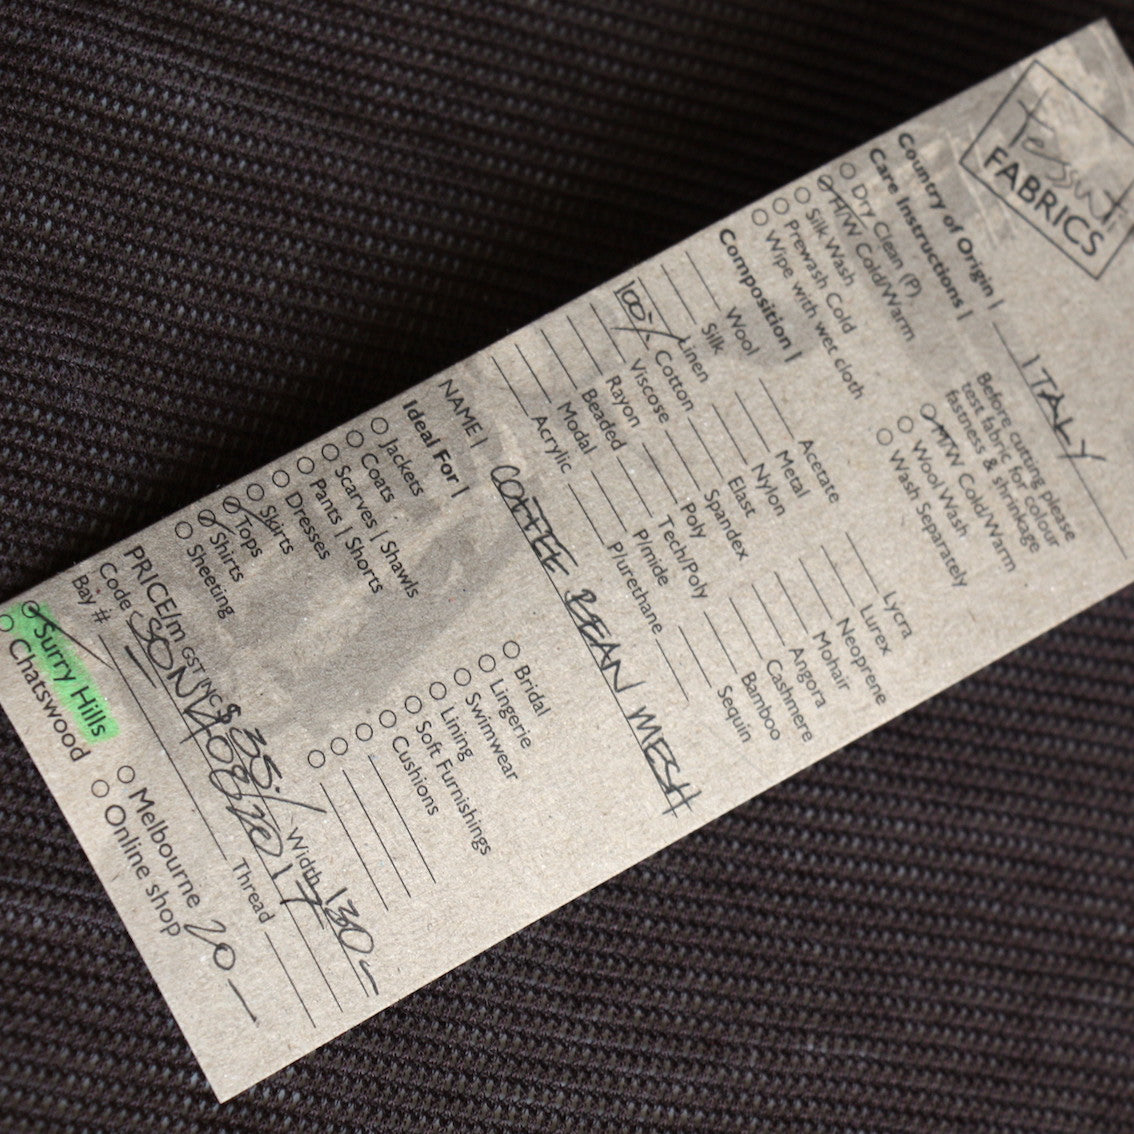 tessuti
FABRICS
Country of Origin | ITALY
Care Instructions |
Dry Clean (P)
H/W Cold/Warm
Silk Wash
Prewash Cold
Wipe with wet cloth
Before cutting please
test fabric for colour
fastness & shrinkage
M/W Cold/Warm
Wool Wash
Wash Separately
Composition |
Wool
Silk
Linen
100% Cotton
Viscose
Rayon
Beaded
Modal
Acrylic
Acetate
Metal
Nylon
Elast
Spandex
Poly
Tech/Poly
P/mide
P/urethane
Lycra
Lurex
Neoprene
Mohair
Angora
Cashmere
Bamboo
Sequin
NAME | COFFEE BEAN MESH
Ideal For |
Jackets
Coats
Scarves | Shawls
Pants | Shorts
Dresses
Skirts
Tops
Shirts
Sheeting
Bridal
Lingerie
Swimwear
Lining
Soft Furnishings
Cushions
PRICE/m GST INC $ 35./ Width 130-
Code
Bay # Thread
Surry Hills
Chatswood
Melbourne
Online shop
20-